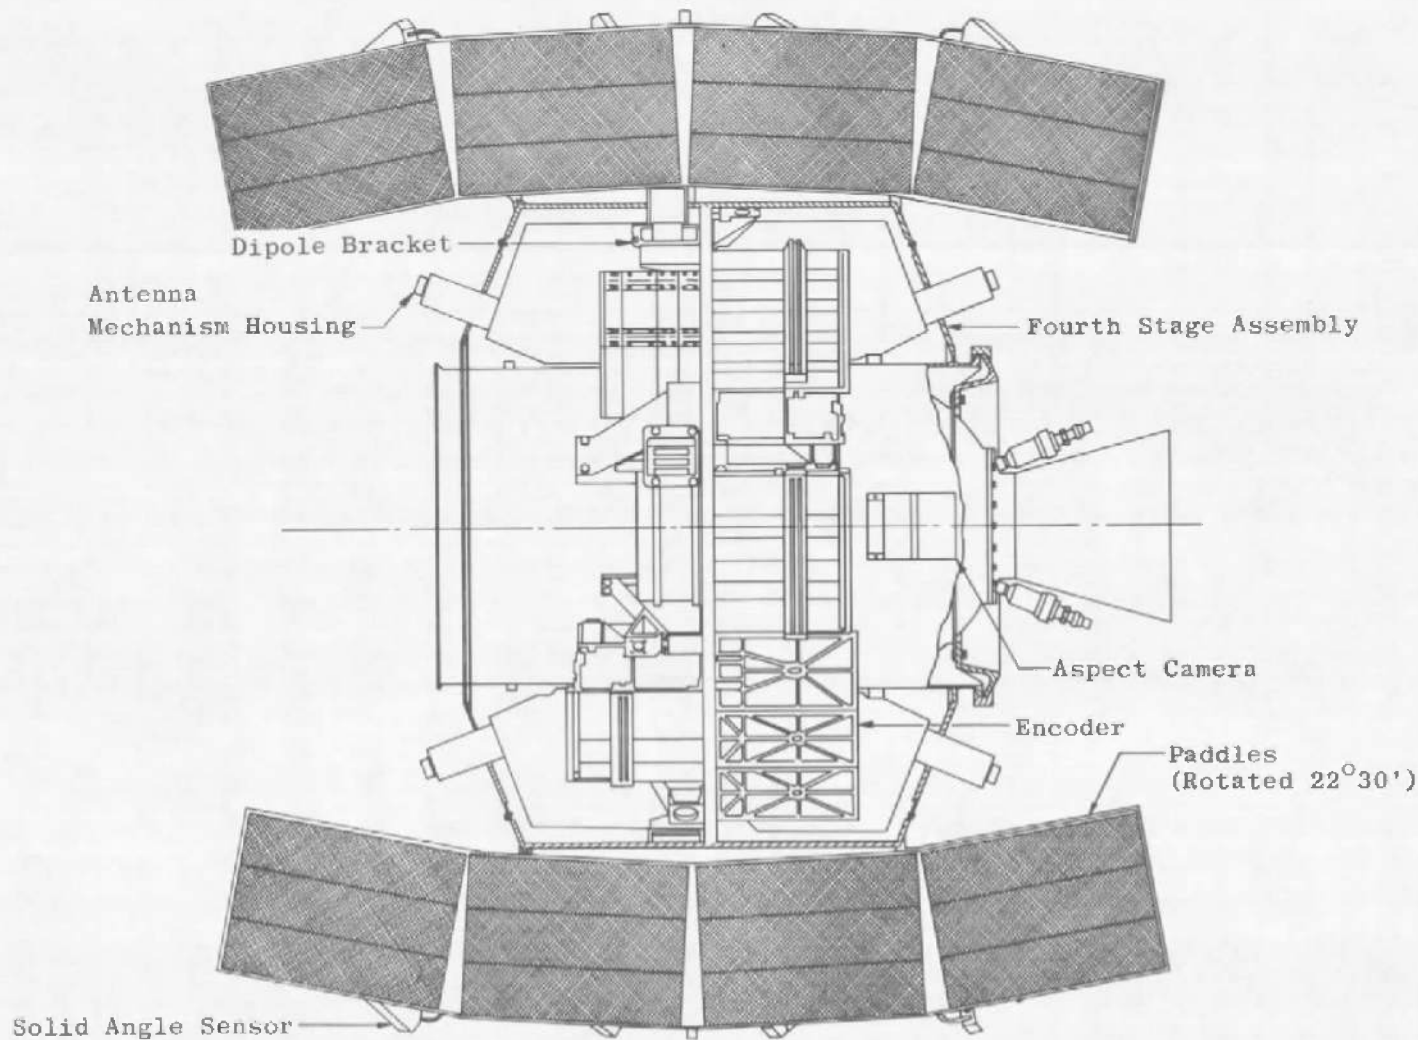 Dipole Bracket
Antenna
Mechanism Housing
Fourth Stage Assembly
Aspect Camera
Encoder
Paddles
(Rotated 22°30')
Solid Angle Sensor